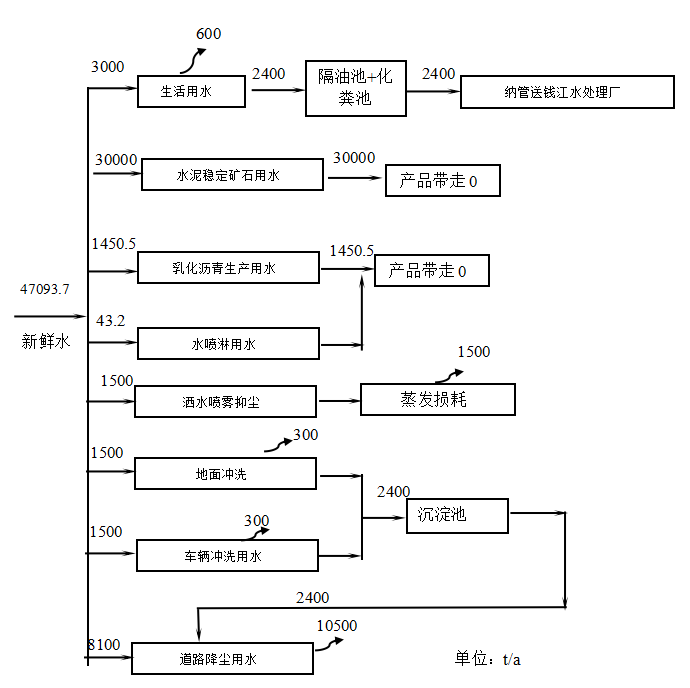 600
3000
生活用水
2400
隔油池+化
粪池
2400
纳管送钱江水处理厂
30000
水泥稳定矿石用水
30000
产品带走 0
1450.5
乳化沥青生产用水
1450.5
产品带走 0
47093.7
新鲜水
43.2
水喷淋用水
1500
1500
洒水喷雾抑尘
蒸发损耗
300
1500
地面冲洗
2400
沉淀池
300
1500
车辆冲洗用水
2400
10500
8100
道路降尘用水
单位：t/a